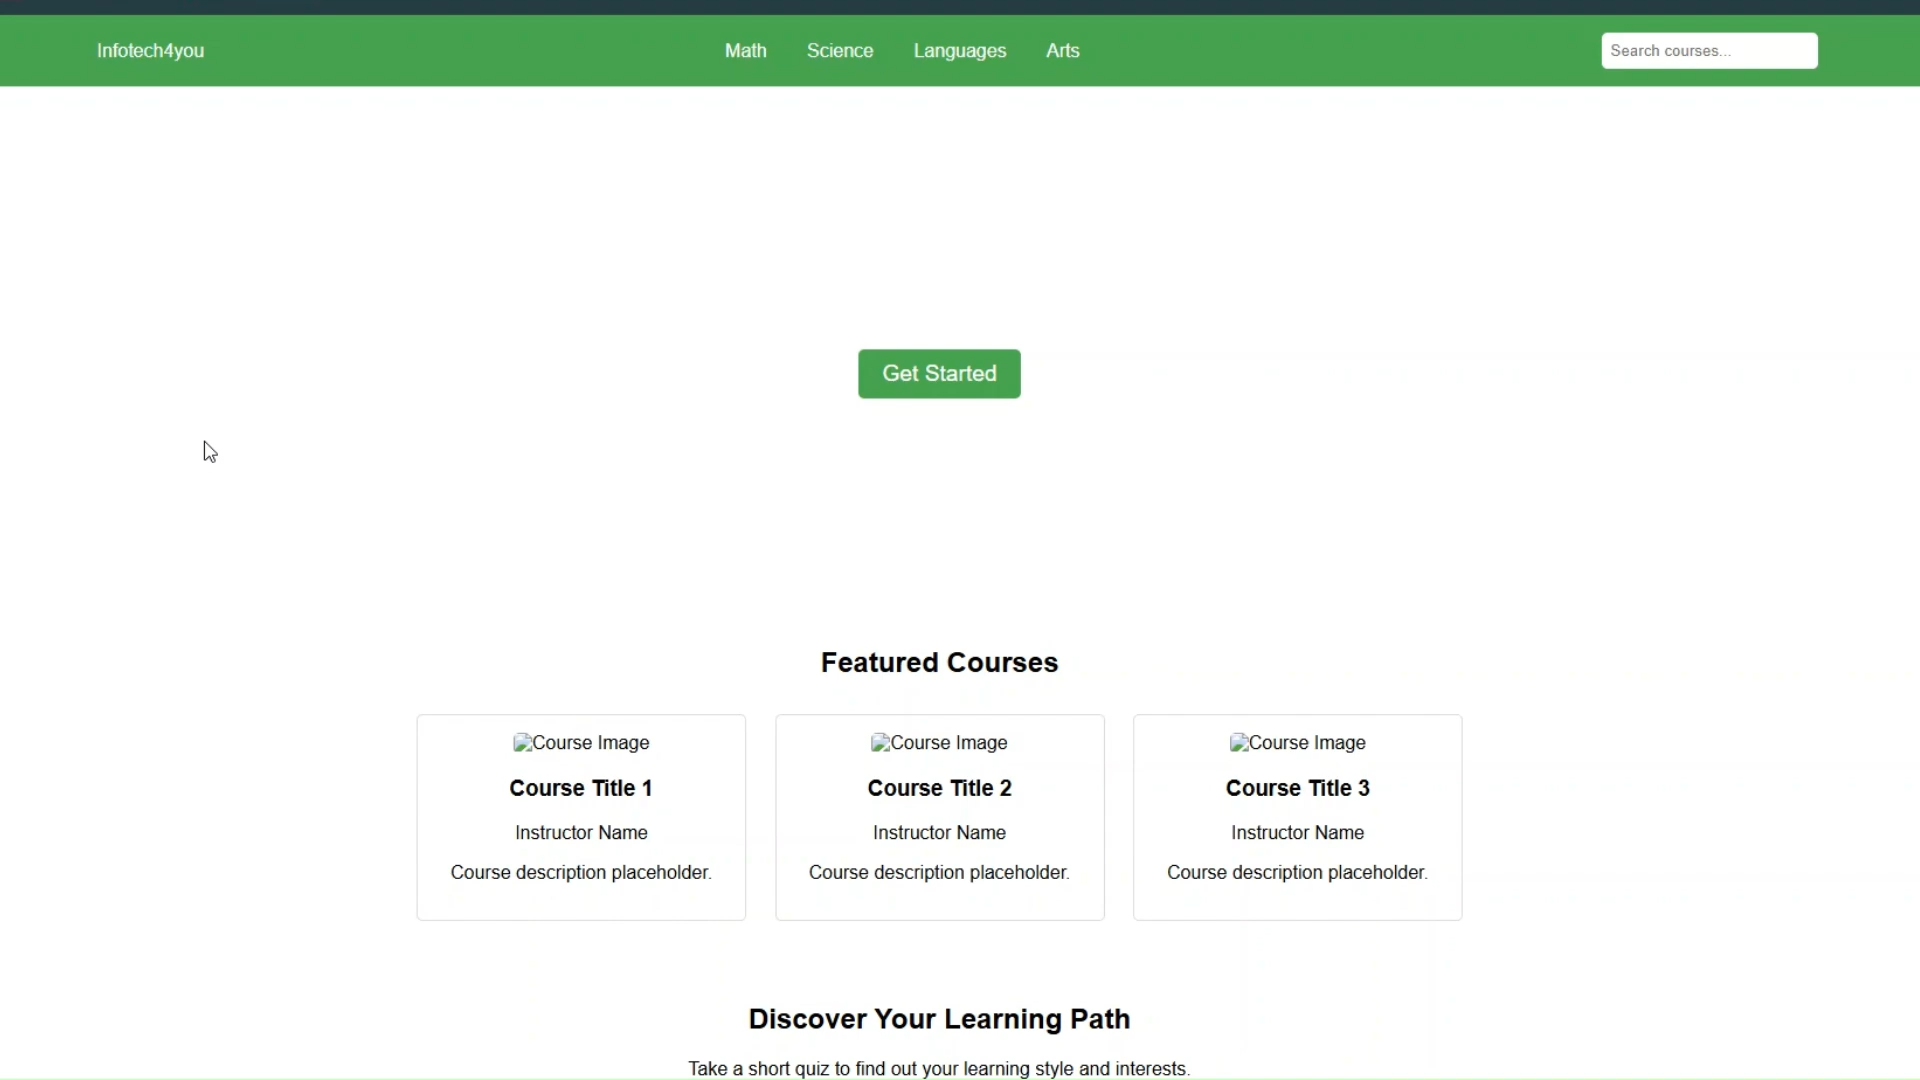 Infotech4you Math Science Languages Arts Search courses...
Get Started
Featured Courses
Course Image Course Image Course Image
Course Title 1 Course Title 2 Course Title 3
Instructor Name Instructor Name Instructor Name
Course description placeholder. Course description placeholder. Course description placeholder.
Discover Your Learning Path
Take a short quiz to find out your learning style and interests.